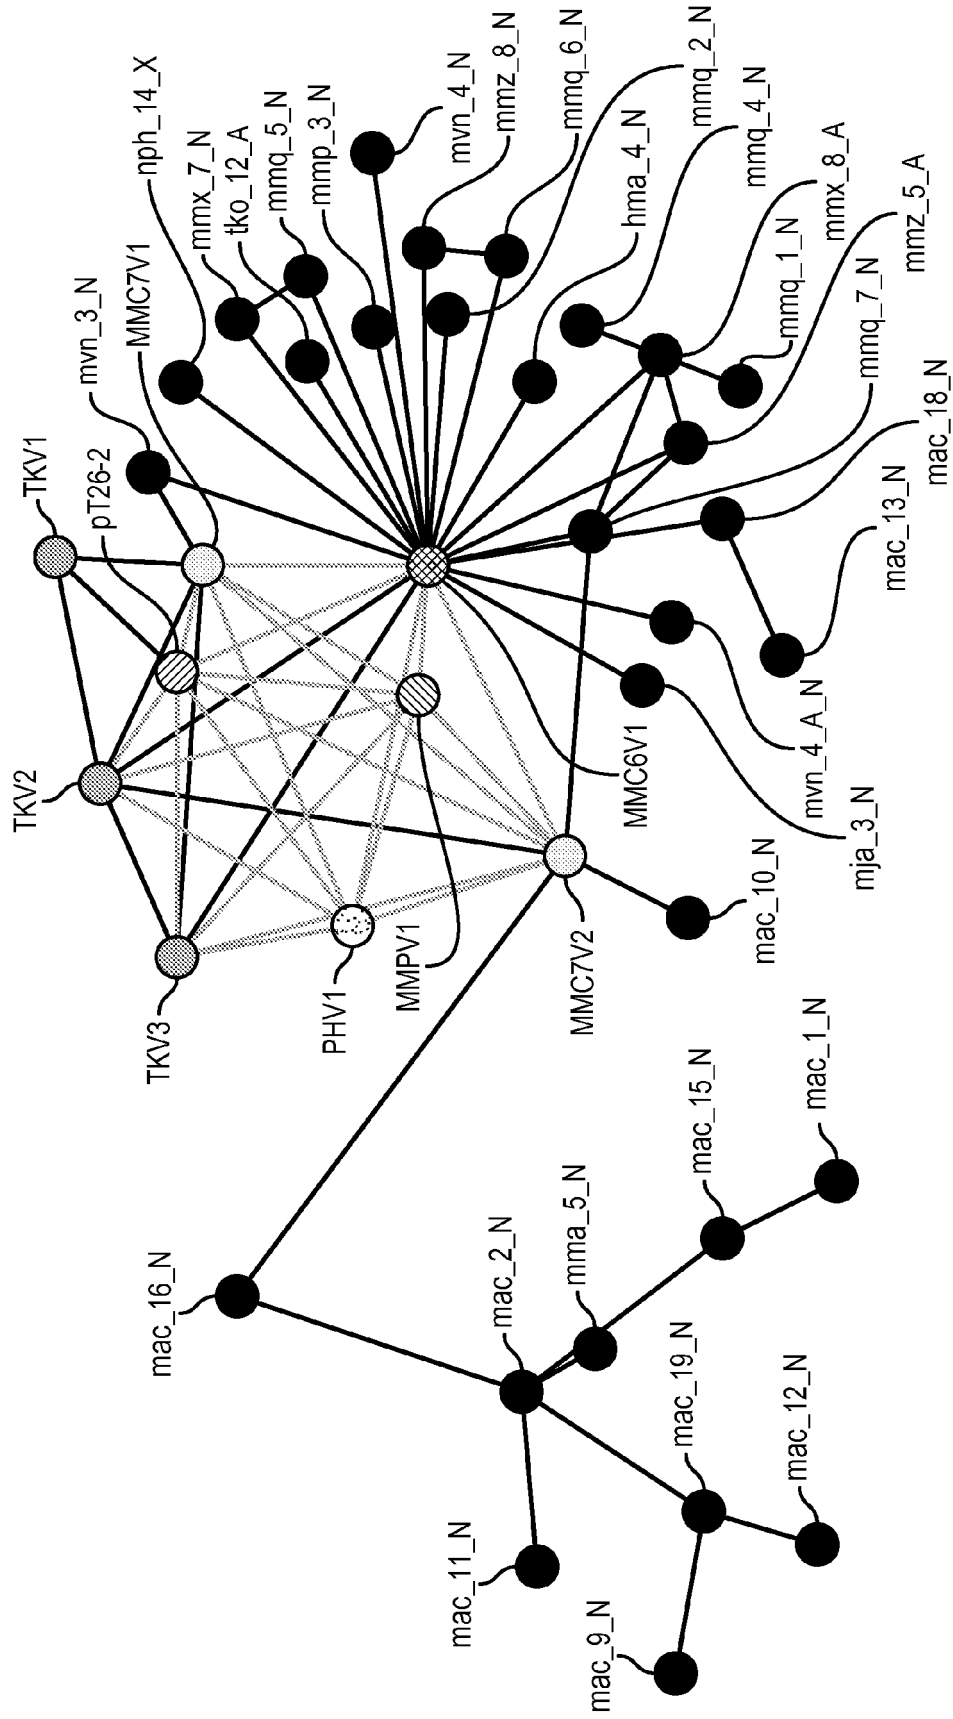 TKV1
pT26-2
mvn_3_N
MMC7V1
nph_14_X
mmx_7_N
tko_12_A
mmq_5_N
mmp_3_N
mvn_4_N
mmz_8_N
mmq_6_N
mmq_2_N
hma_4_N
mmq_4_N
mmx_8_A
mmq_1_N
mmz_5_A
mmq_7_N
mac_18_N
mac_13_N
mvn_4_A_N
mja_3_N
MMC6V1
TKV2
TKV3
PHV1
MMPV1
MMC7V2
mac_10_N
mac_16_N
mac_2_N
mma_5_N
mac_15_N
mac_1_N
mac_19_N
mac_12_N
mac_11_N
mac_9_N